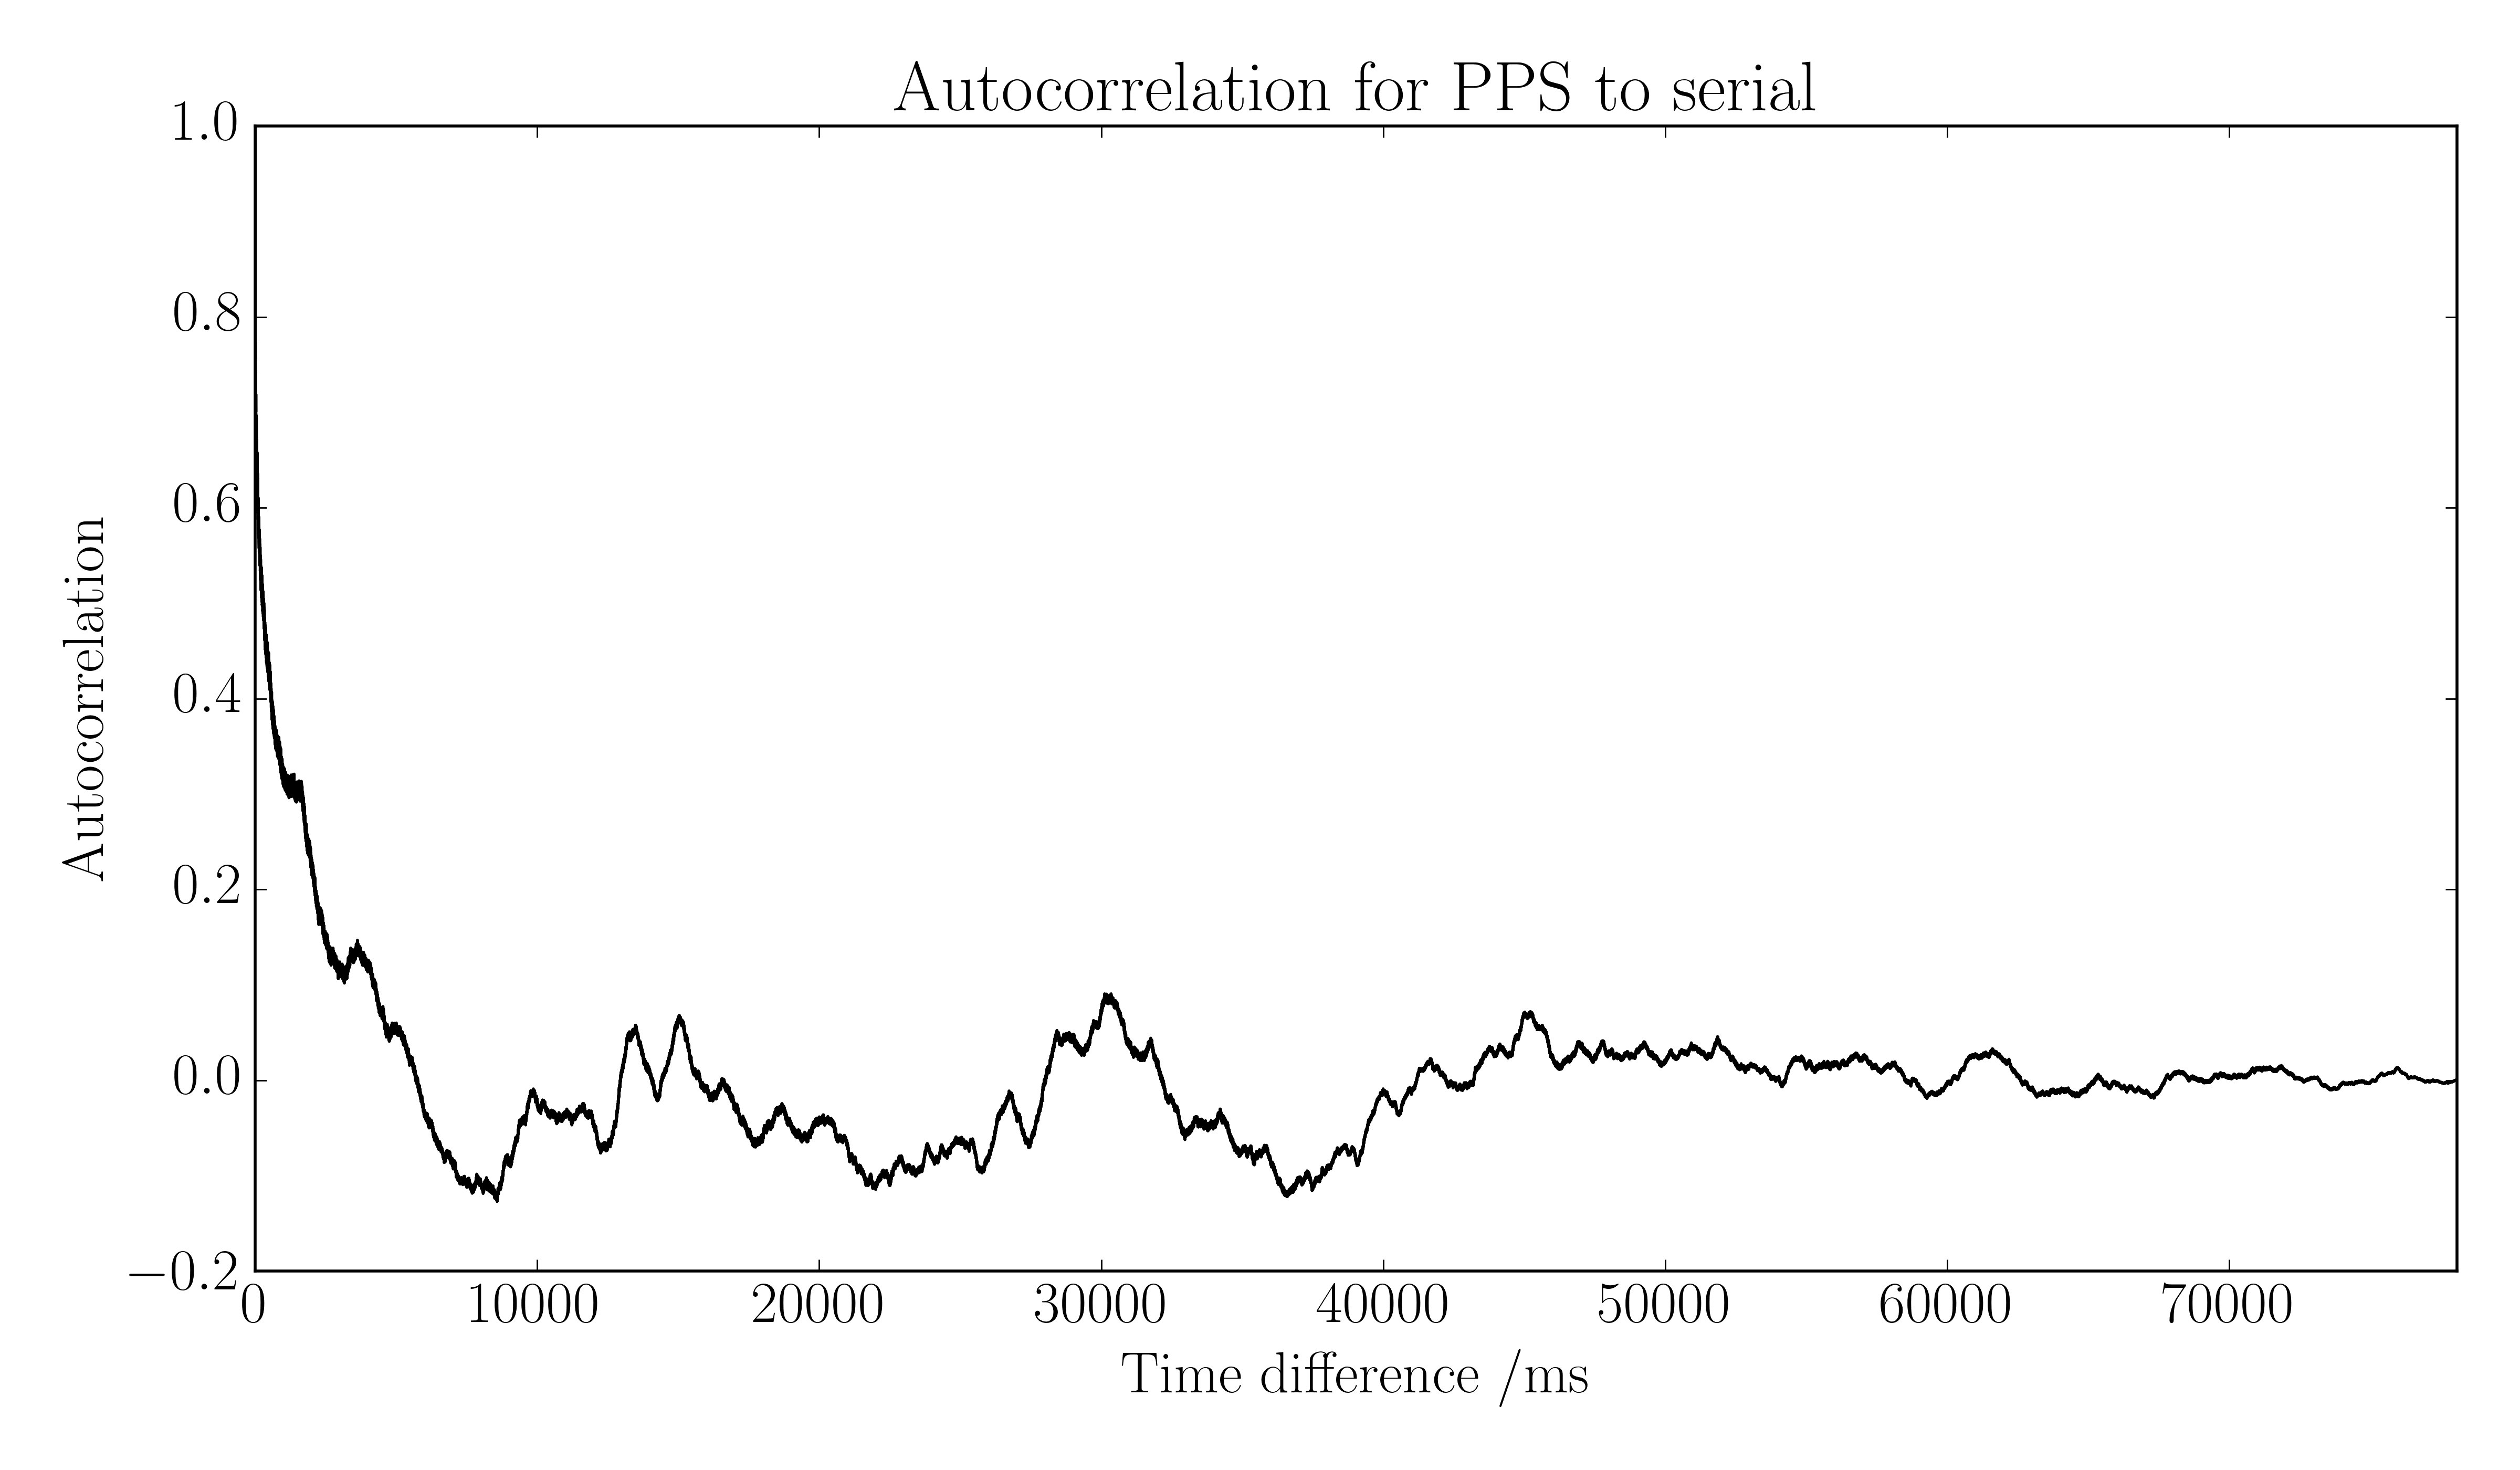 Autocorrelation for PPS to serial
1.0
0.8
0.6
0.4
0.2
0.0
−0.2
Autocorrelation
0 10000 20000 30000 40000 50000 60000 70000
Time difference /ms